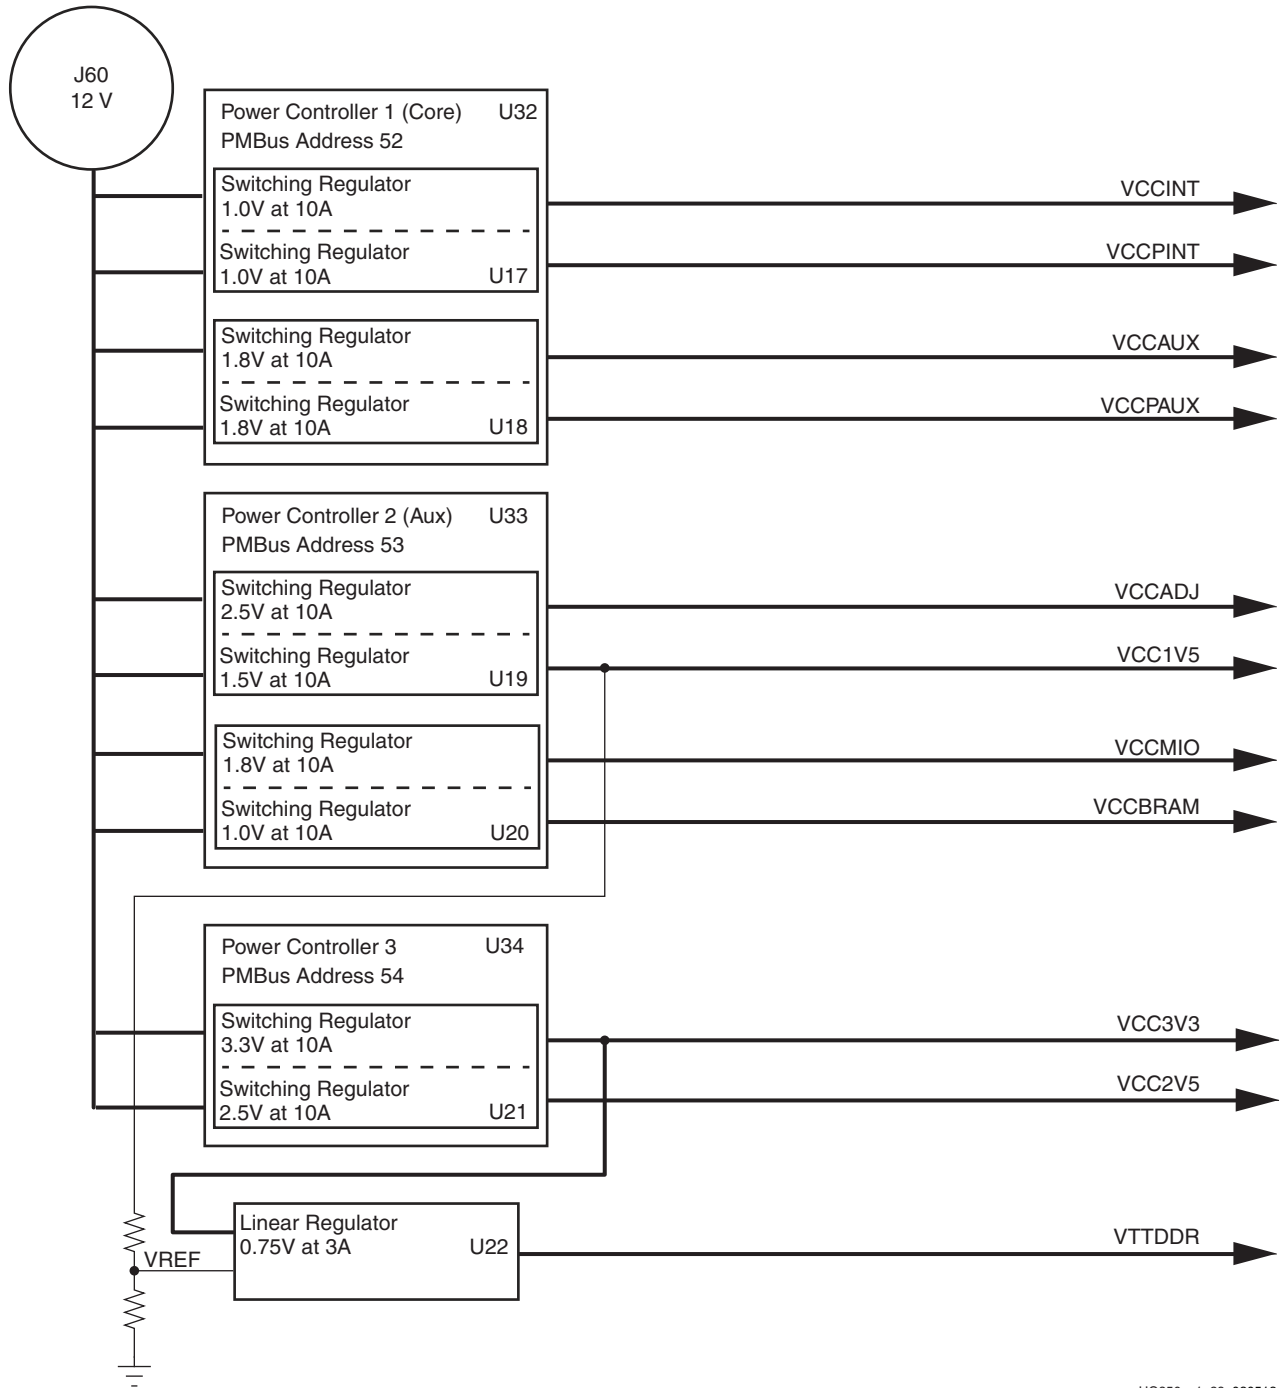 J60
12 V
Power Controller 1 (Core) U32
PMBus Address 52
Switching Regulator
1.0V at 10A
VCCINT
Switching Regulator
1.0V at 10A U17
VCCPINT
Switching Regulator
1.8V at 10A
VCCAUX
Switching Regulator
1.8V at 10A U18
VCCPAUX
Power Controller 2 (Aux) U33
PMBus Address 53
Switching Regulator
2.5V at 10A
VCCADJ
Switching Regulator
1.5V at 10A U19
VCC1V5
Switching Regulator
1.8V at 10A
VCCMIO
Switching Regulator
1.0V at 10A U20
VCCBRAM
Power Controller 3 U34
PMBus Address 54
Switching Regulator
3.3V at 10A
VCC3V3
Switching Regulator
2.5V at 10A U21
VCC2V5
Linear Regulator
0.75V at 3A U22
VTTDDR
VREF